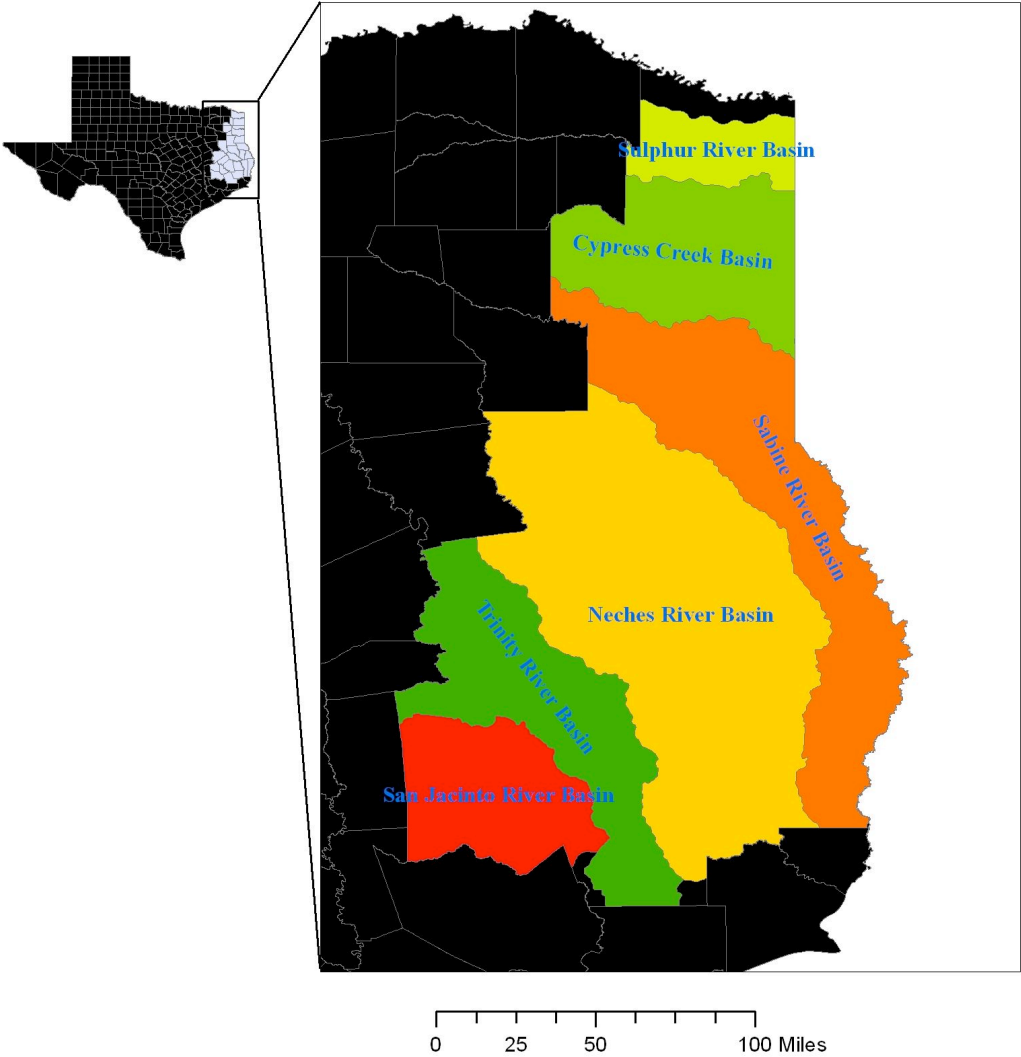 Sulphur River Basin
Cypress Creek Basin
Sabine River Basin
Neches River Basin
Trinity River Basin
San Jacinto River Basin
0 25 50 100 Miles